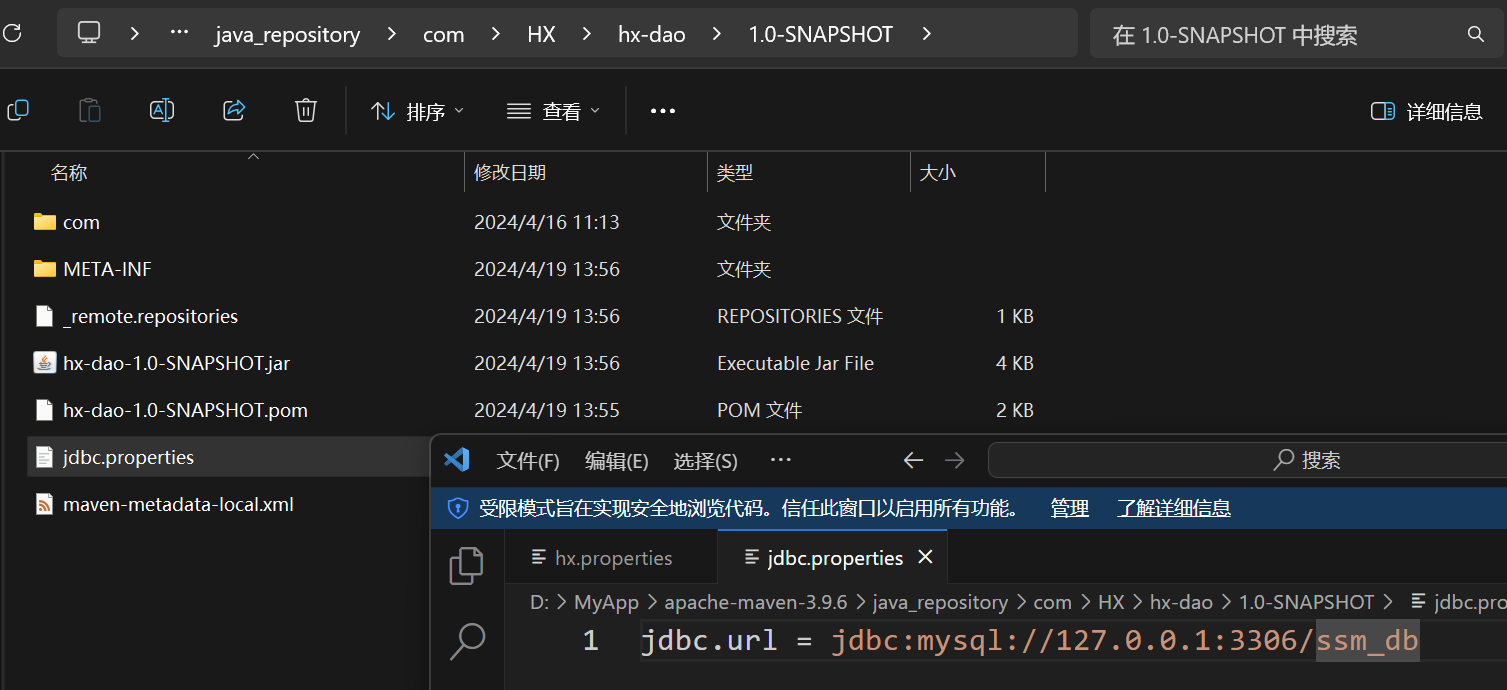 java_repository > com > HX > hx-dao > 1.0-SNAPSHOT >
在 1.0-SNAPSHOT 中搜索
排序 查看 ··· 详细信息
名称 修改日期 类型 大小
com 2024/4/16 11:13 文件夹
META-INF 2024/4/19 13:56 文件夹
_remote.repositories 2024/4/19 13:56 REPOSITORIES 文件 1 KB
hx-dao-1.0-SNAPSHOT.jar 2024/4/19 13:56 Executable Jar File 4 KB
hx-dao-1.0-SNAPSHOT.pom 2024/4/19 13:55 POM 文件 2 KB
jdbc.properties
maven-metadata-local.xml
文件(F) 编辑(E) 选择(S) ··· 搜索
受限模式旨在实现安全地浏览代码。信任此窗口以启用所有功能。 管理 了解详细信息
hx.properties jdbc.properties
D: > MyApp > apache-maven-3.9.6 > java_repository > com > HX > hx-dao > 1.0-SNAPSHOT > jdbc.pro
1 jdbc.url = jdbc:mysql://127.0.0.1:3306/ssm_db